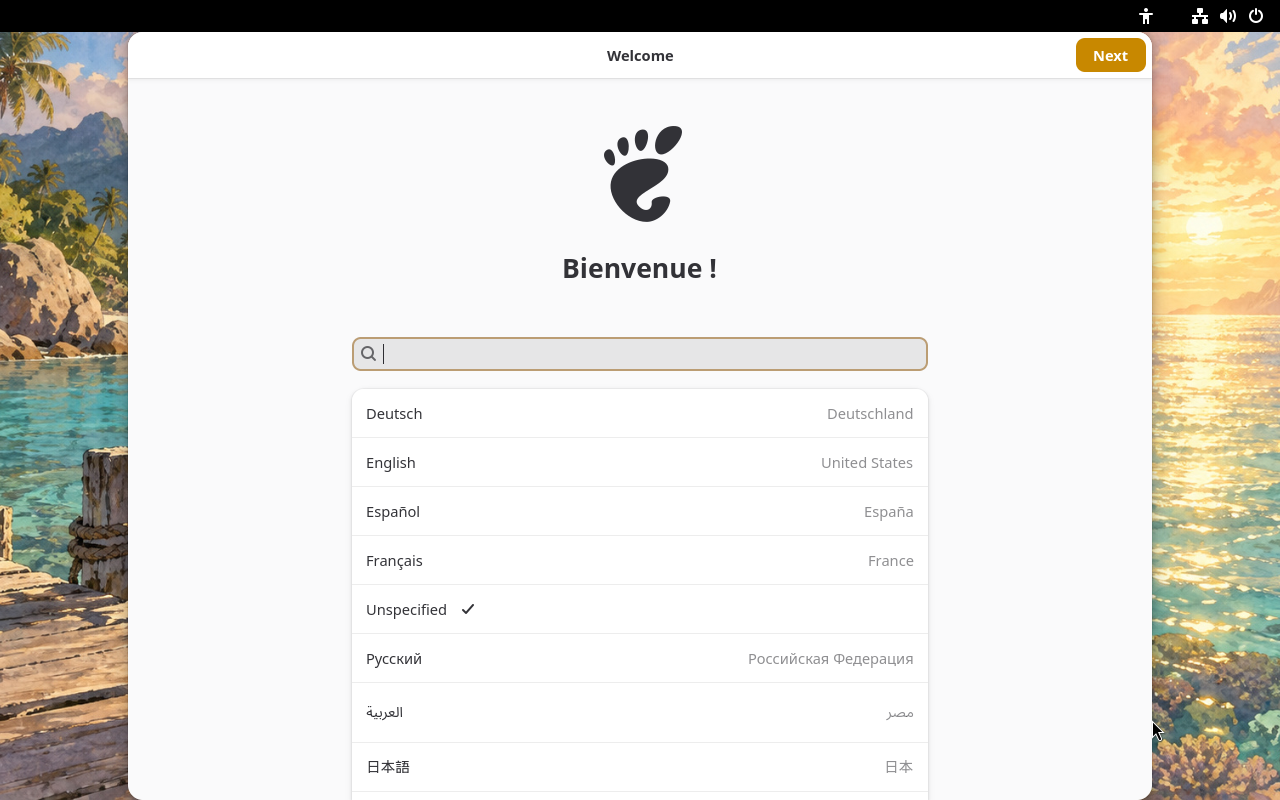 Welcome
Next
Bienvenue !
Deutsch Deutschland
English United States
Español España
Français France
Unspecified
Русский Российская Федерация
العربية مصر
日本語 日本